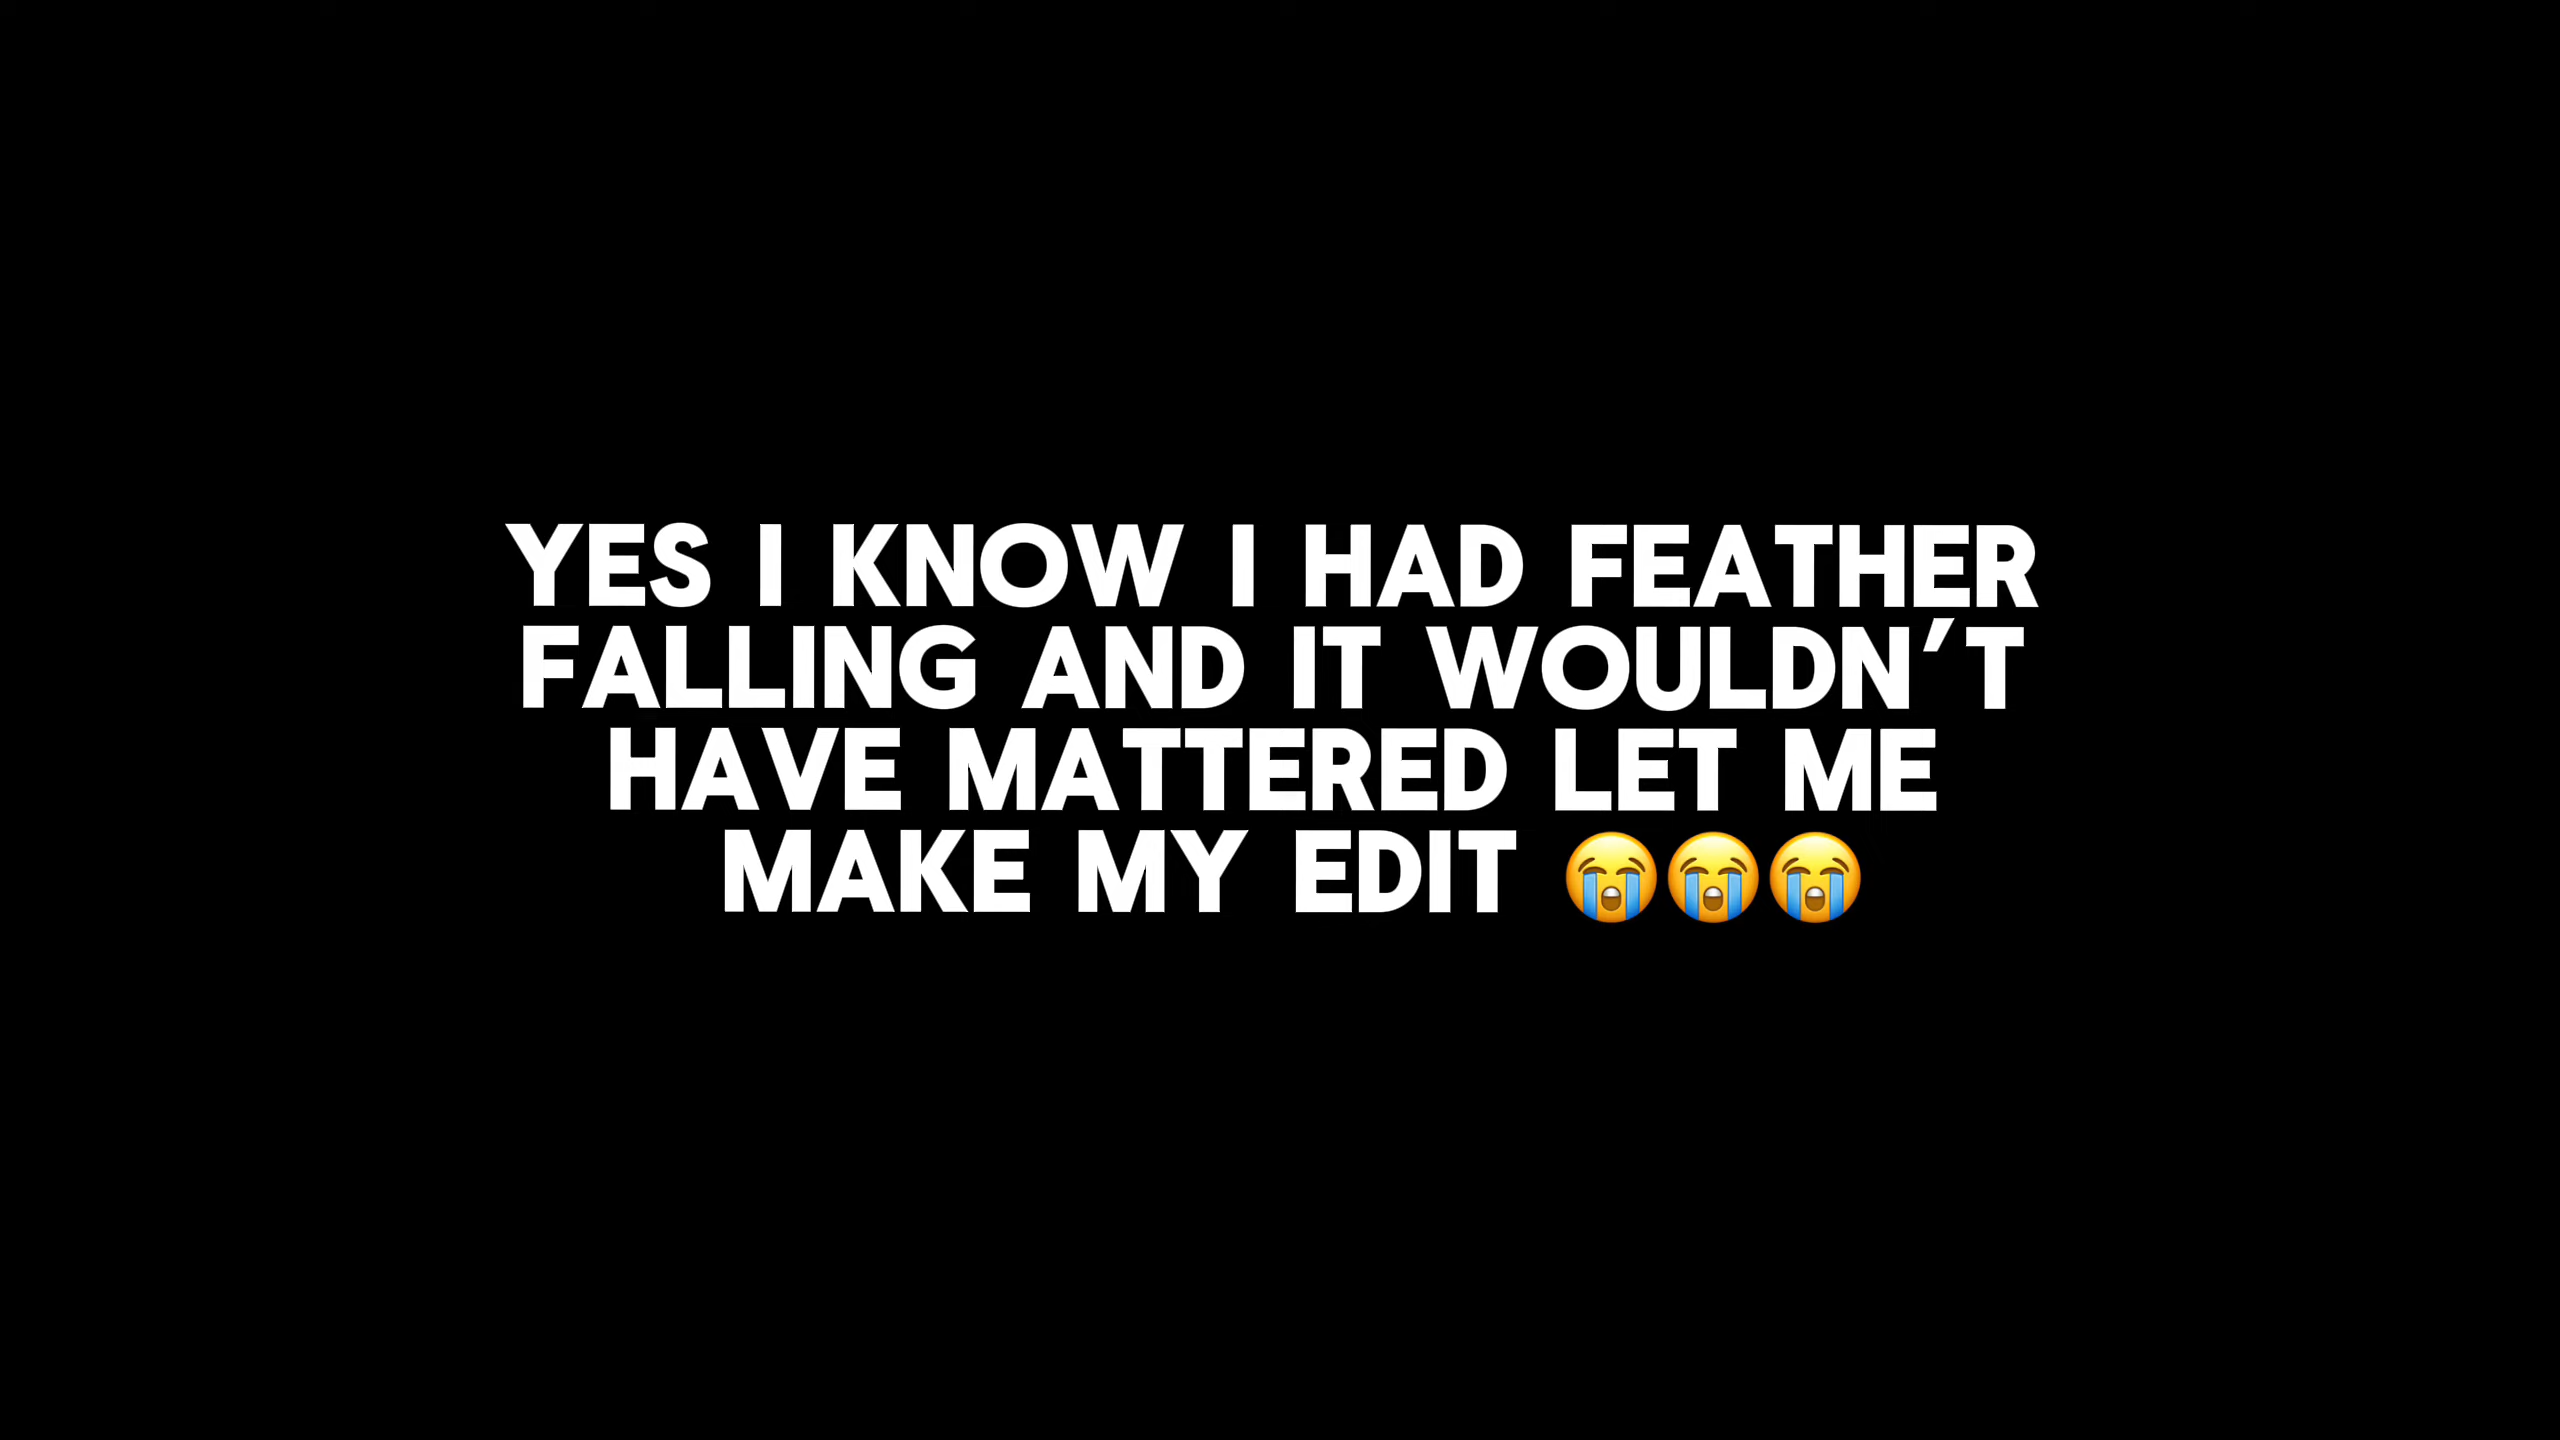 YES I KNOW I HAD FEATHER
FALLING AND IT WOULDN'T
HAVE MATTERED LET ME
MAKE MY EDIT 😭😭😭